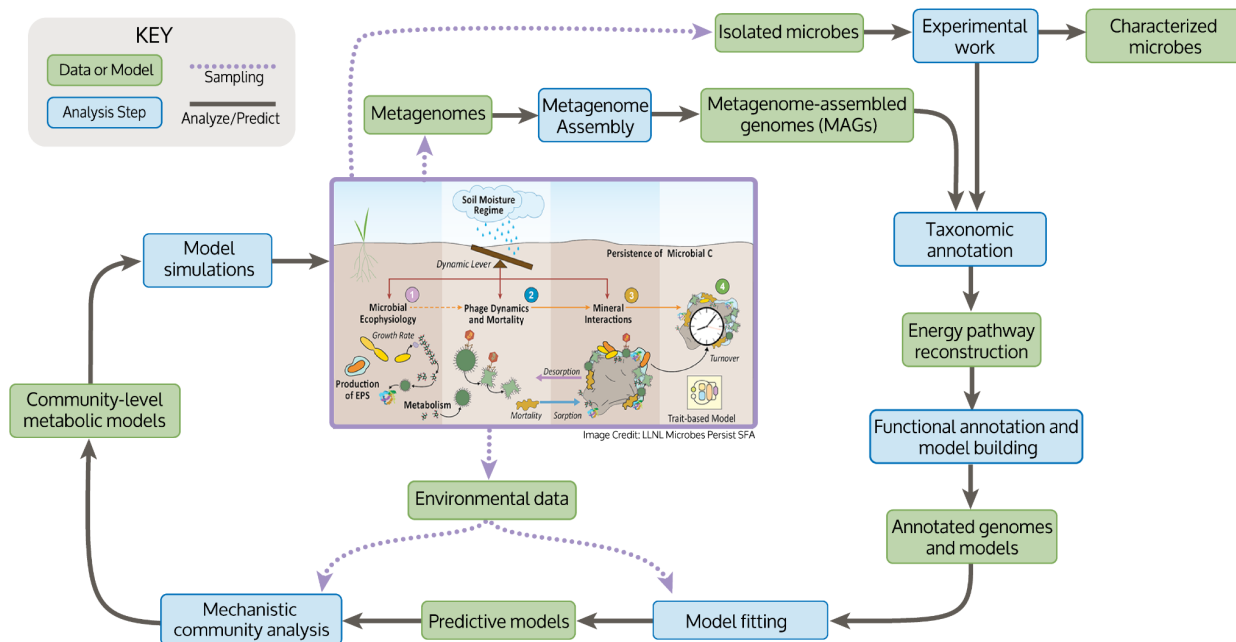 KEY
Data or Model
Sampling
Analysis Step
Analyze/Predict
Isolated microbes
Experimental
work
Characterized
microbes
Metagenomes
Metagenome
Assembly
Metagenome-assembled
genomes (MAGs)
Soil Moisture
Regime
Dynamic Lever
Persistence of Microbial C
1
2
3
4
Microbial
Ecophysiology
Phage Dynamics
and Mortality
Mineral
Interactions
Growth Rate
Turnover
Desorption
Production
of EPS
Metabolism
Mortality
Sorption
Trait-based Model
Image Credit: LLNL Microbes Persist SFA
Model
simulations
Taxonomic
annotation
Energy pathway
reconstruction
Community-level
metabolic models
Functional annotation and
model building
Environmental data
Annotated genomes
and models
Mechanistic
community analysis
Predictive models
Model fitting